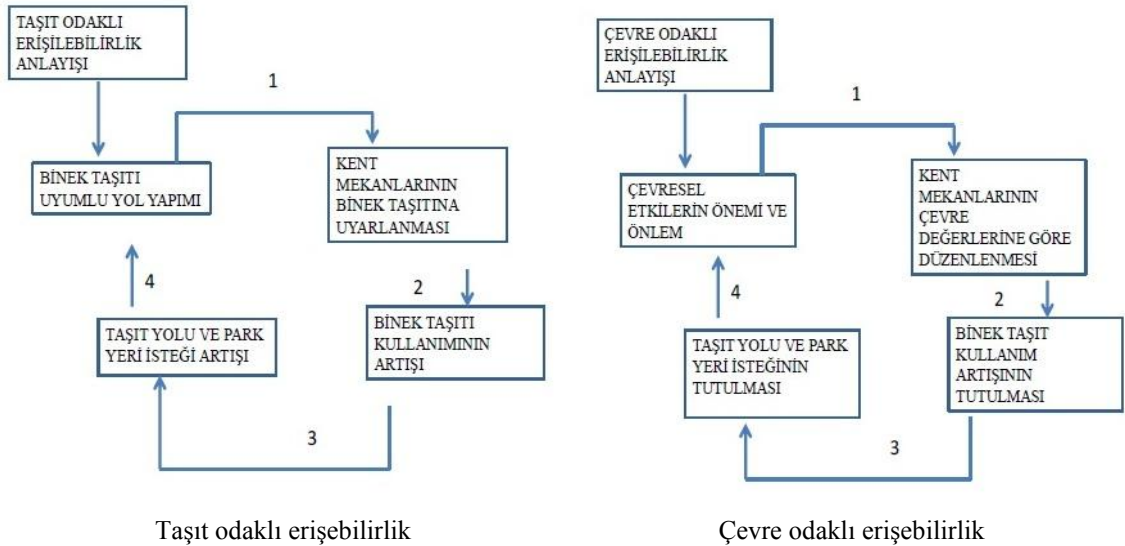 TAŞIT ODAKLI
ERİŞİLEBİLİRLİK
ANLAYIŞI
1
BİNEK TAŞITI
UYUMLU YOL YAPIMI
KENT
MEKANLARININ
BİNEK TAŞITINA
UYARLANMASI
2
BİNEK TAŞITI
KULLANIMININ
ARTIŞI
3
TAŞIT YOLU VE PARK
YERİ İSTEĞİ ARTIŞI
4
Taşıt odaklı erişebilirlik
ÇEVRE ODAKLI
ERİŞİLEBİLİRLİK
ANLAYIŞI
1
ÇEVRESEL
ETKİLERİN ÖNEMİ VE
ÖNLEM
KENT
MEKANLARININ
ÇEVRE
DEĞERLERİNE GÖRE
DÜZENLENMESİ
2
BİNEK TAŞIT
KULLANIM
ARTIŞININ
TUTULMASI
3
TAŞIT YOLU VE PARK
YERİ İSTEĞİNİN
TUTULMASI
4
Çevre odaklı erişebilirlik